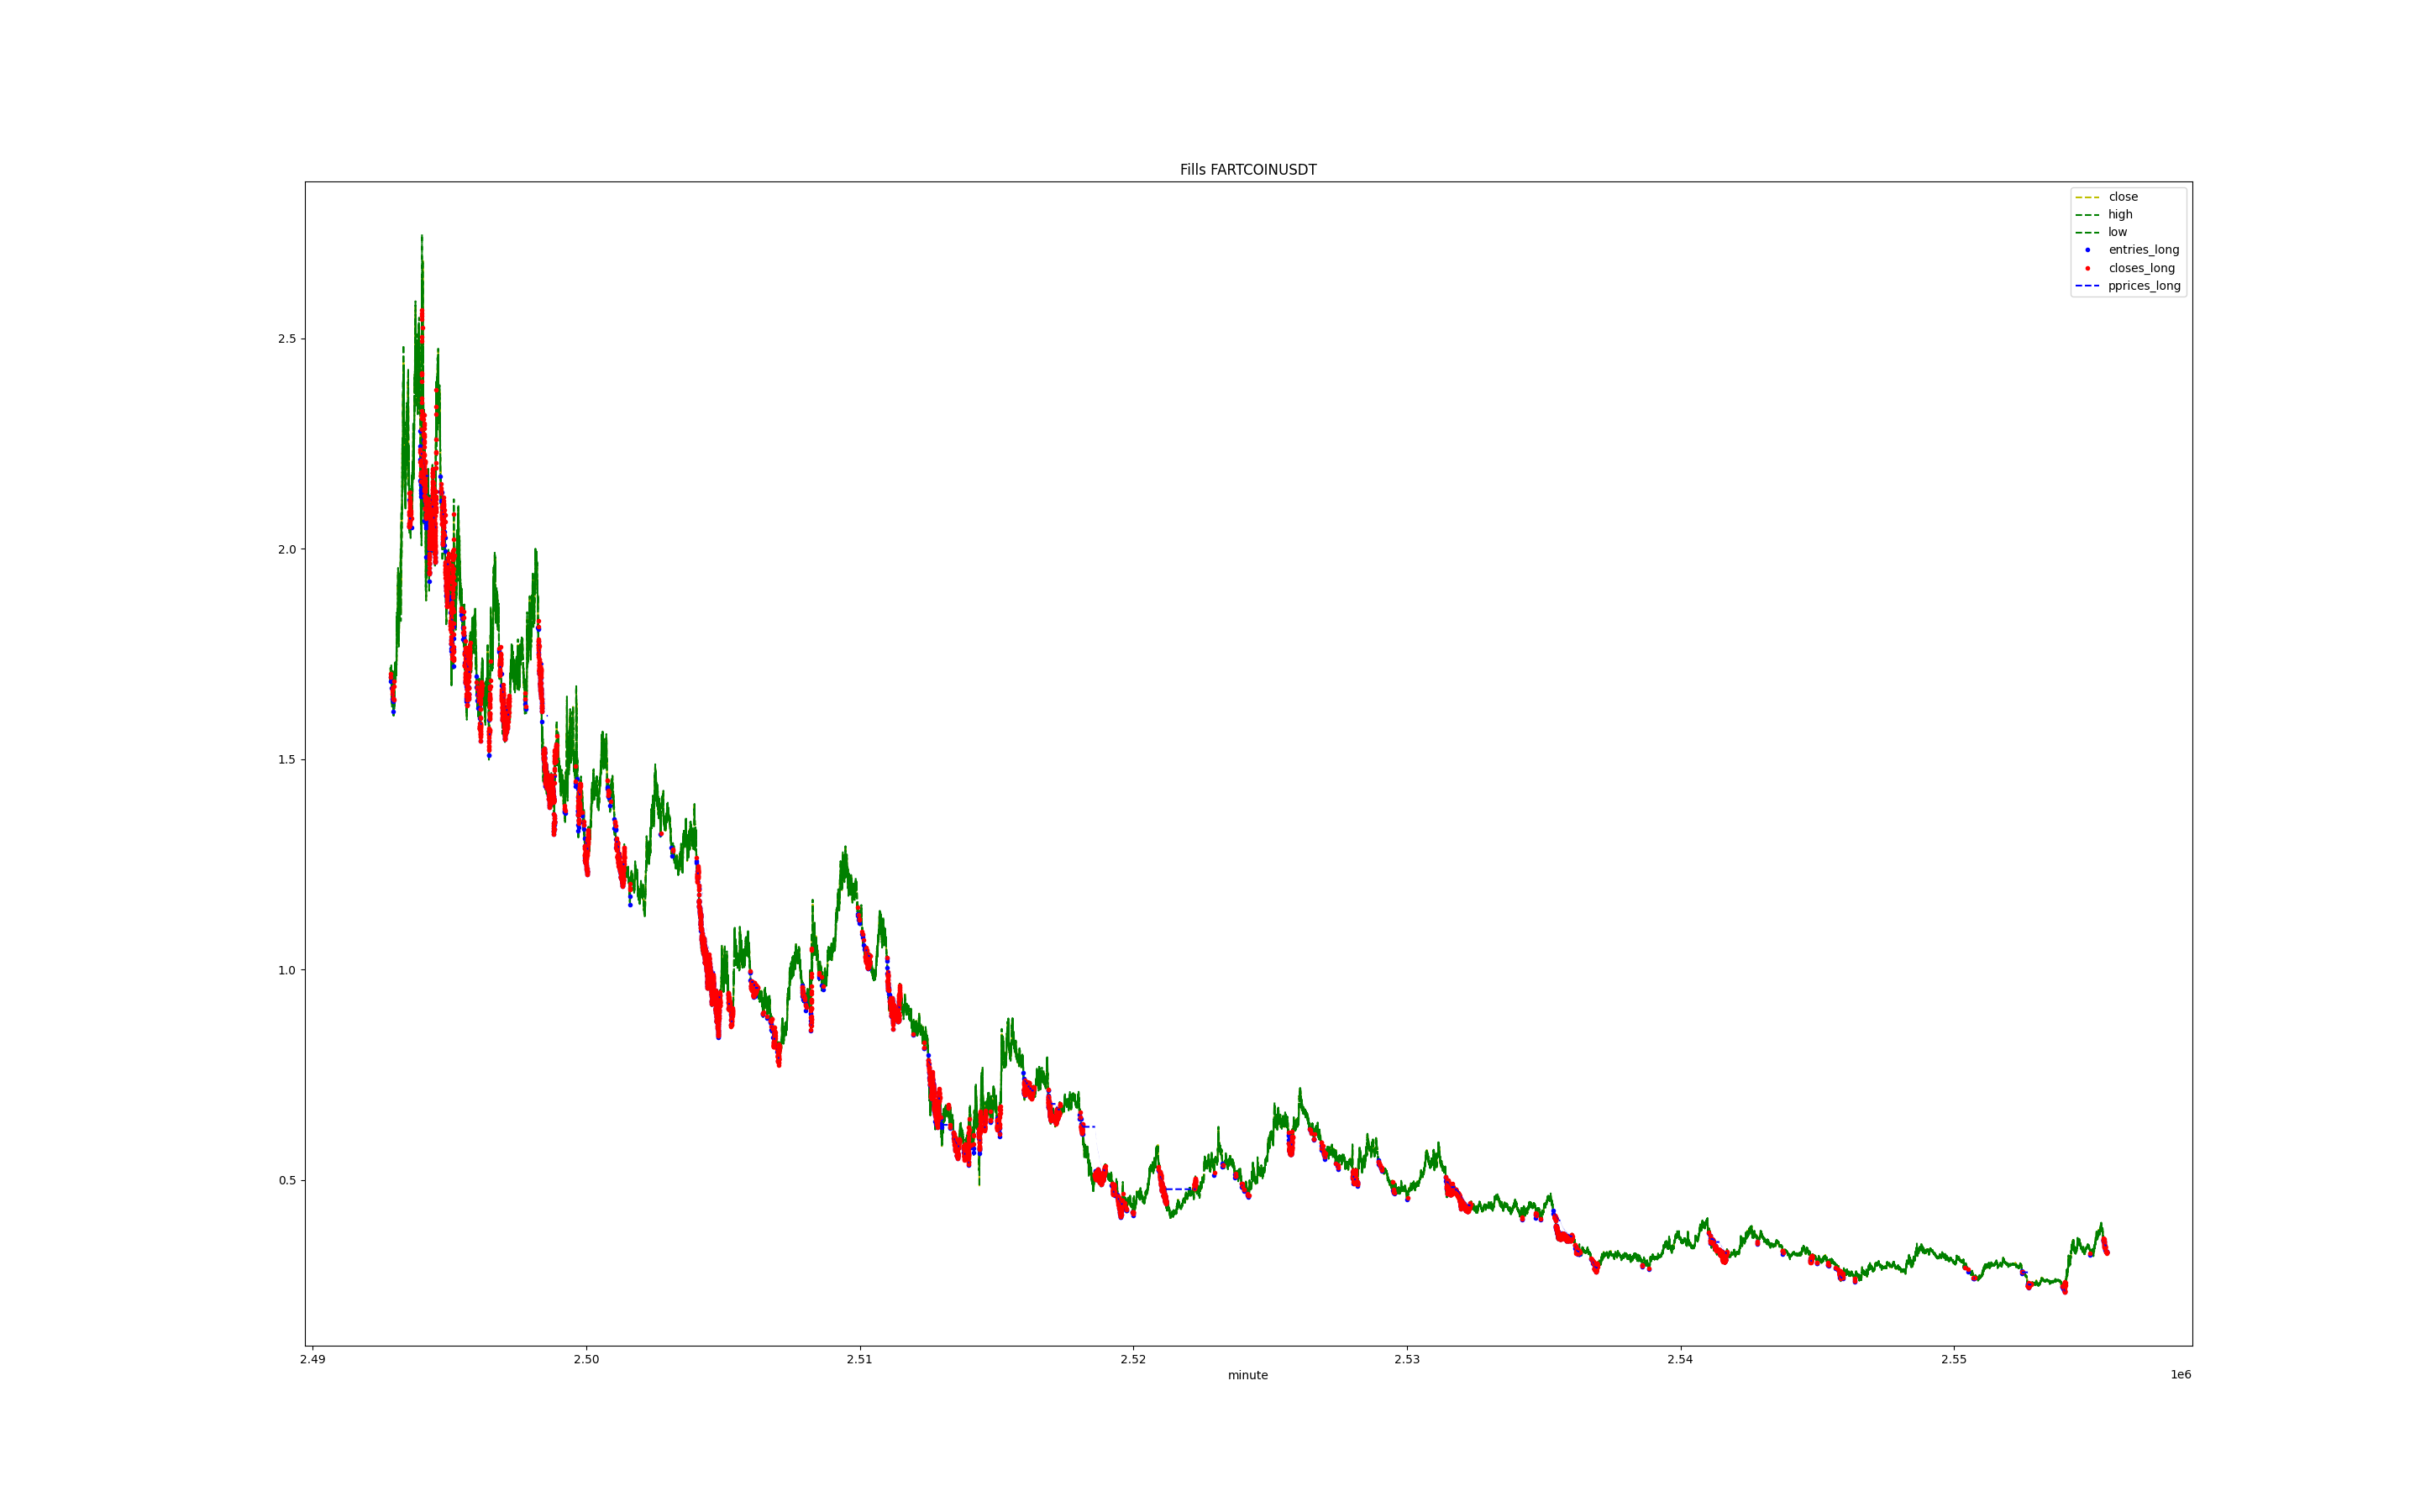 Fills FARTCOINUSDT
close
high
low
entries_long
closes_long
pprices_long
2.5
2.0
1.5
1.0
0.5
2.49 2.50 2.51 2.52 2.53 2.54 2.55
minute
1e6